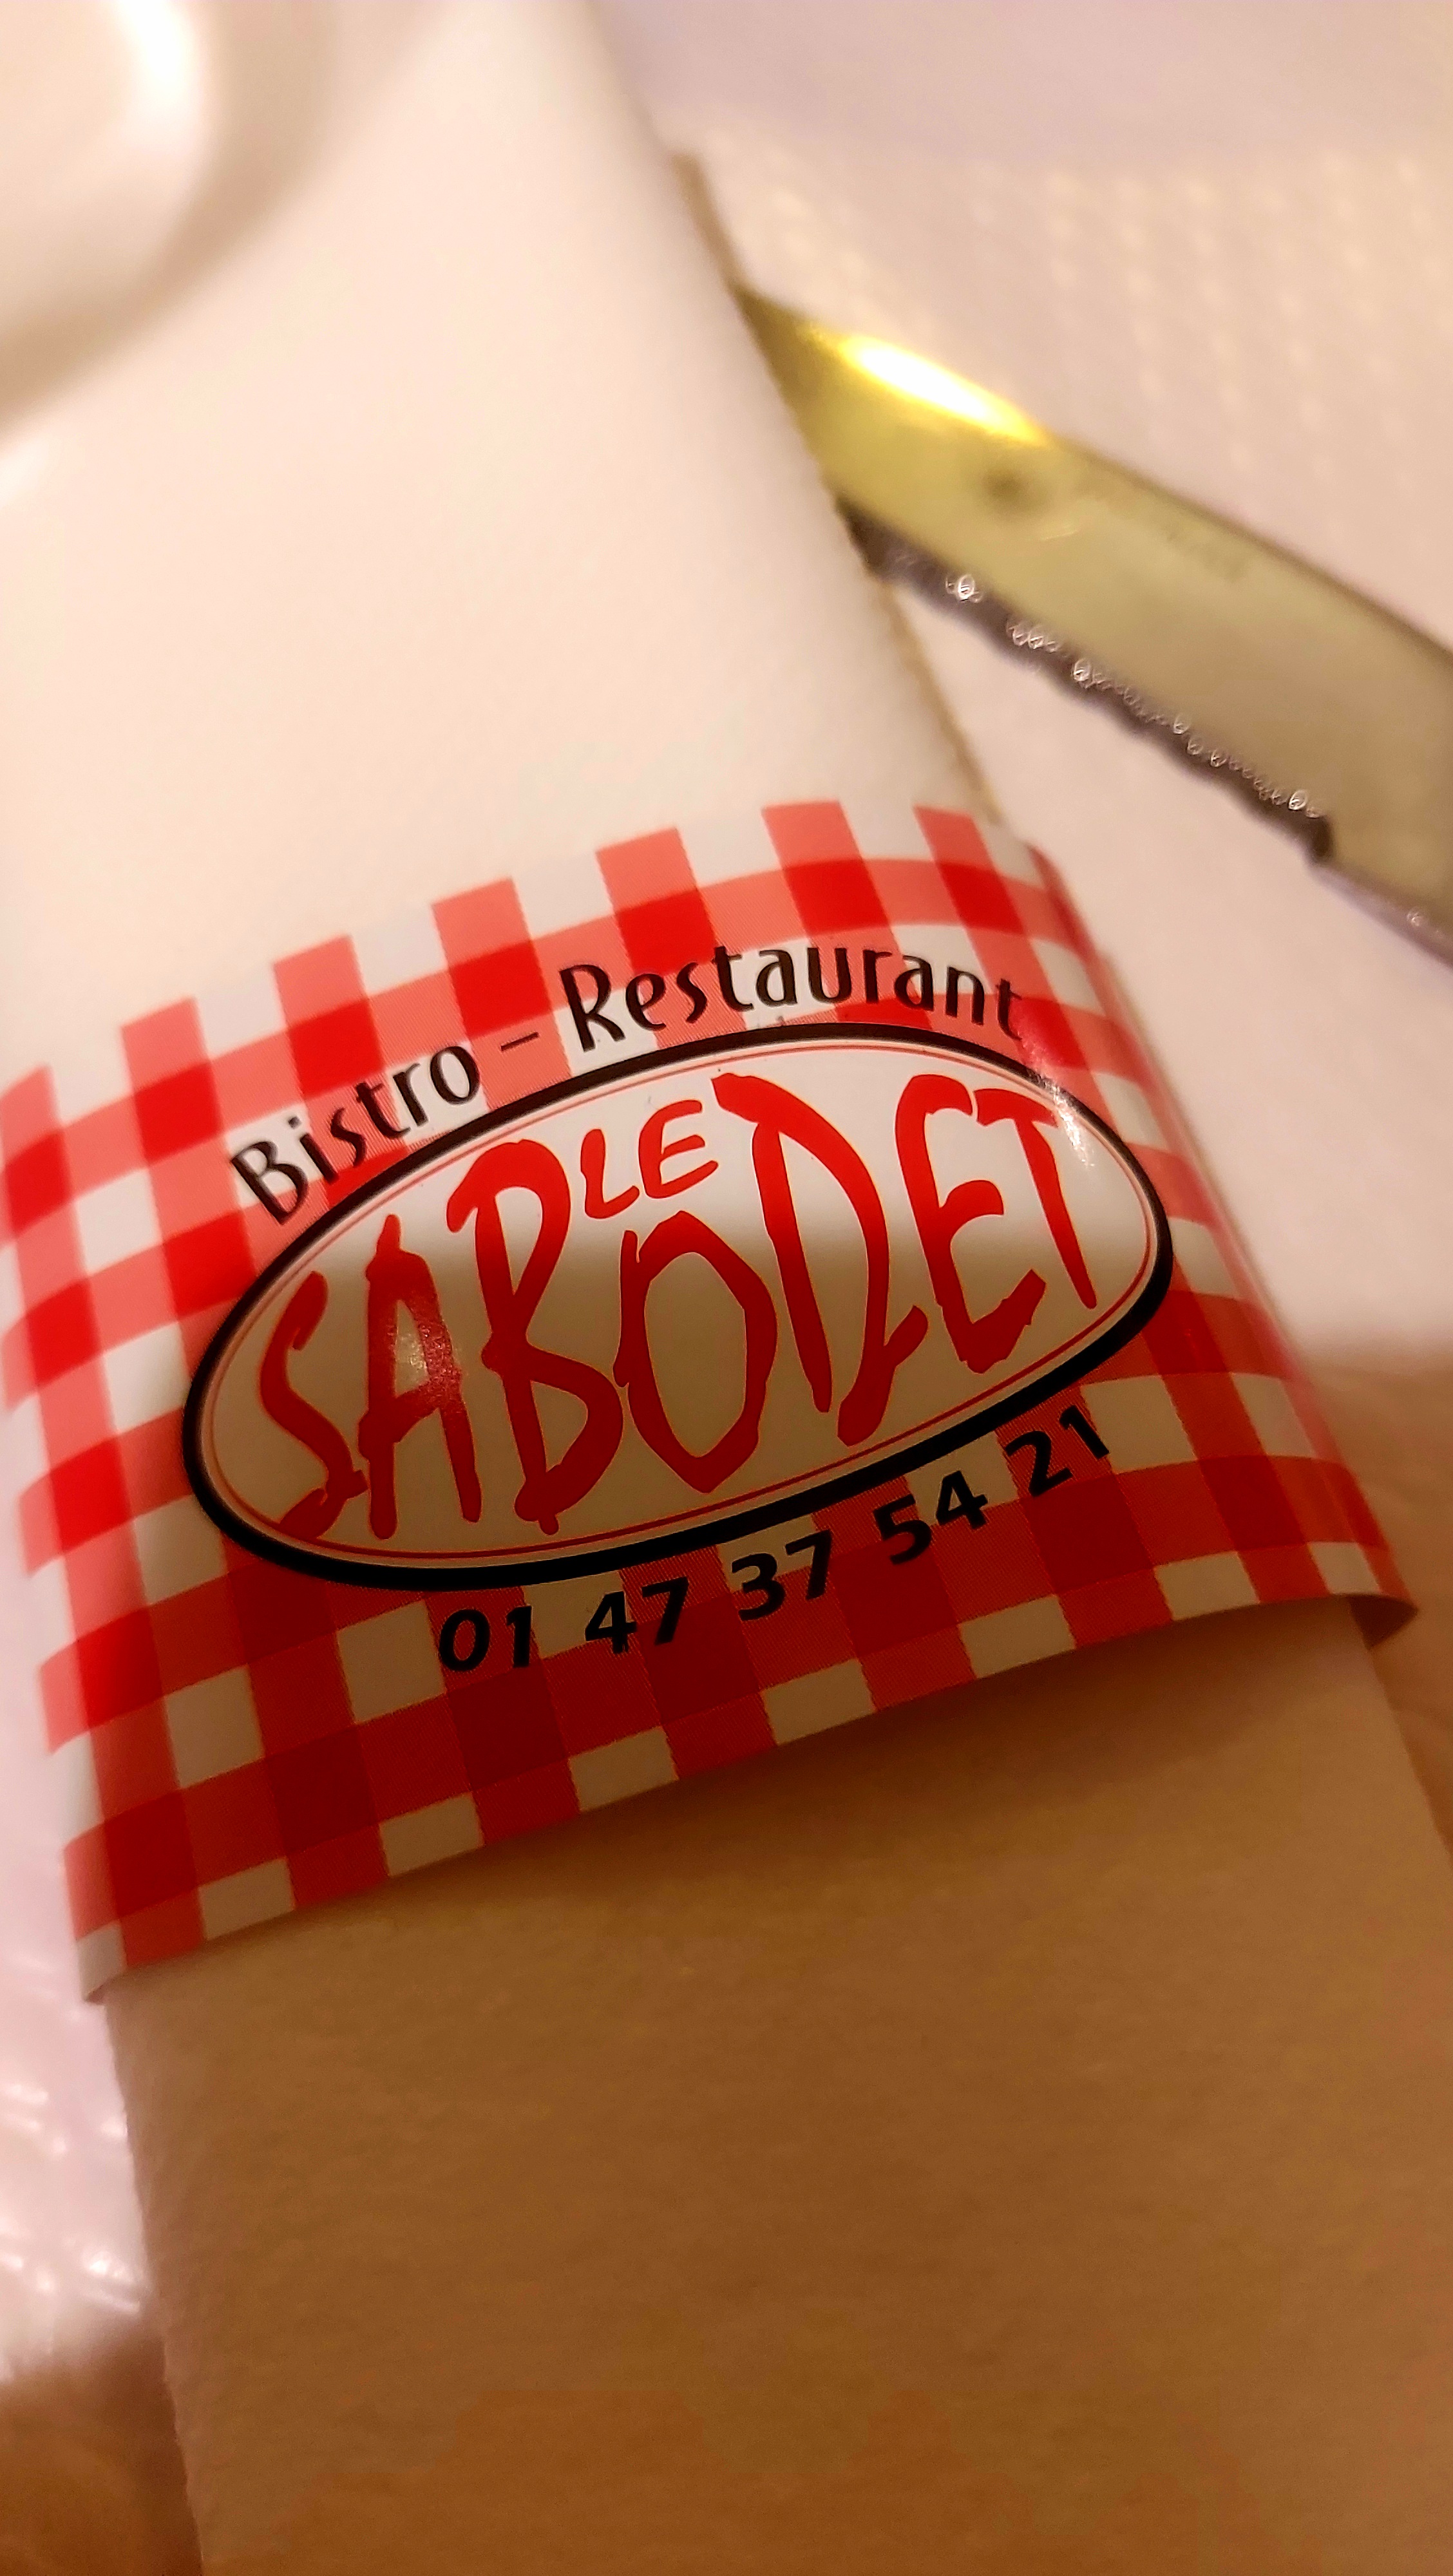 Bistro – Restaurant
LE
SABODET
01 47 37 54 21